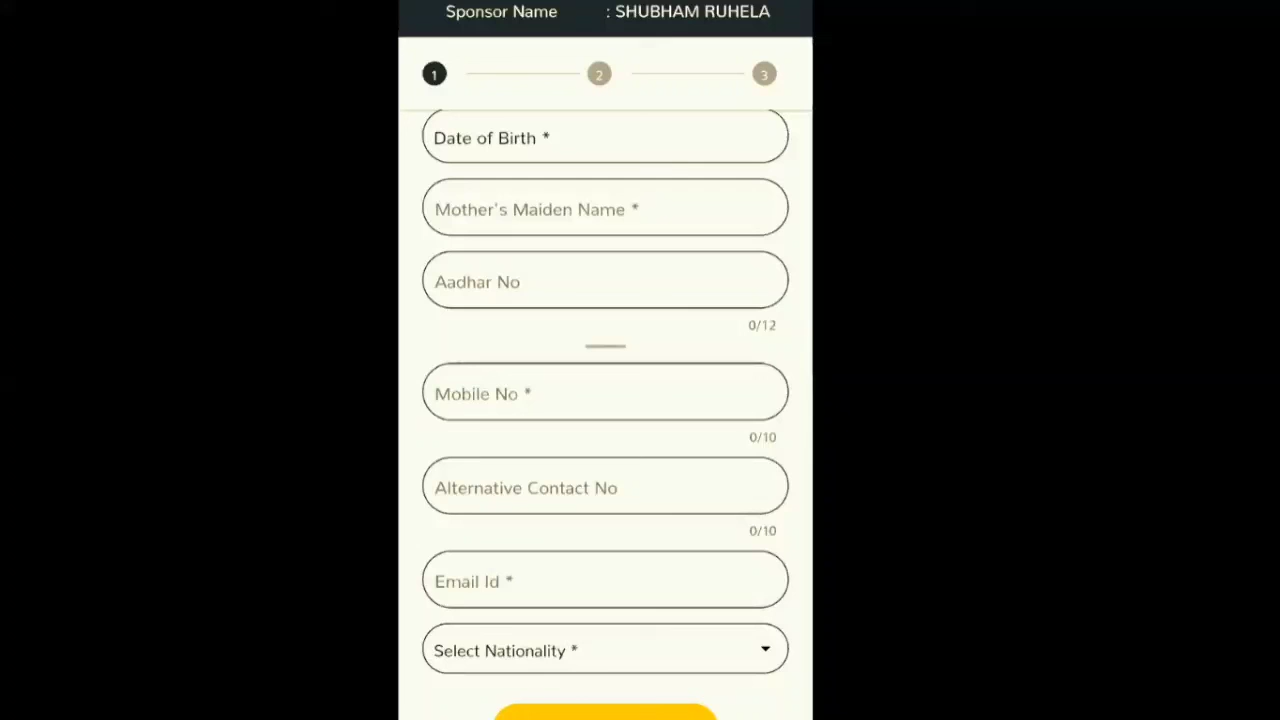 Sponsor Name : SHUBHAM RUHELA
1 2 3
Date of Birth *
Mother's Maiden Name *
Aadhar No
0/12
Mobile No *
0/10
Alternative Contact No
0/10
Email Id *
Select Nationality *